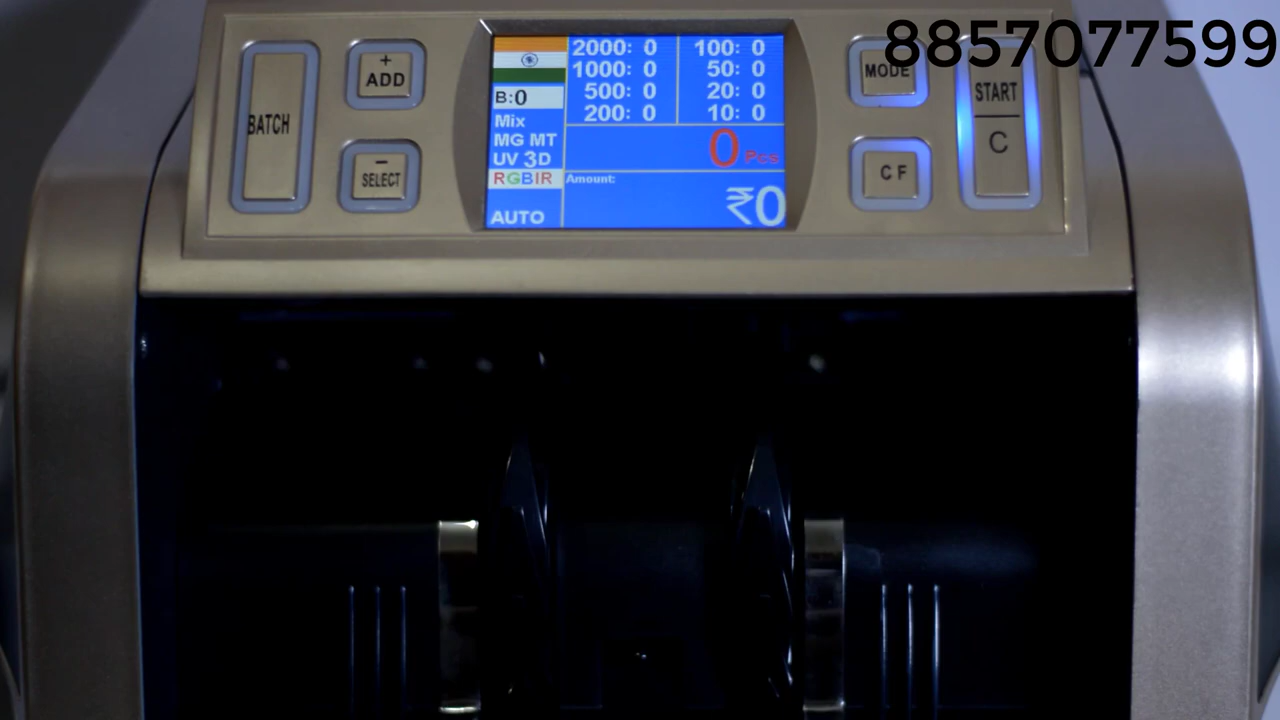 8857077599
BATCH
+
ADD
-
SELECT
B:0
Mix
MG MT
UV 3D
RGBIR
AUTO
2000: 0
1000: 0
500: 0
200: 0
100: 0
50: 0
20: 0
10: 0
0 Pcs
Amount:
₹0
MODE
CF
START
C